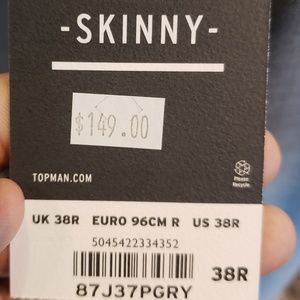 -SKINNY-
$149.00
TOPMAN.COM
Please
Recycle
UK 38R EURO 96CM R US 38R
5045422334352
38R
87J37PGRY